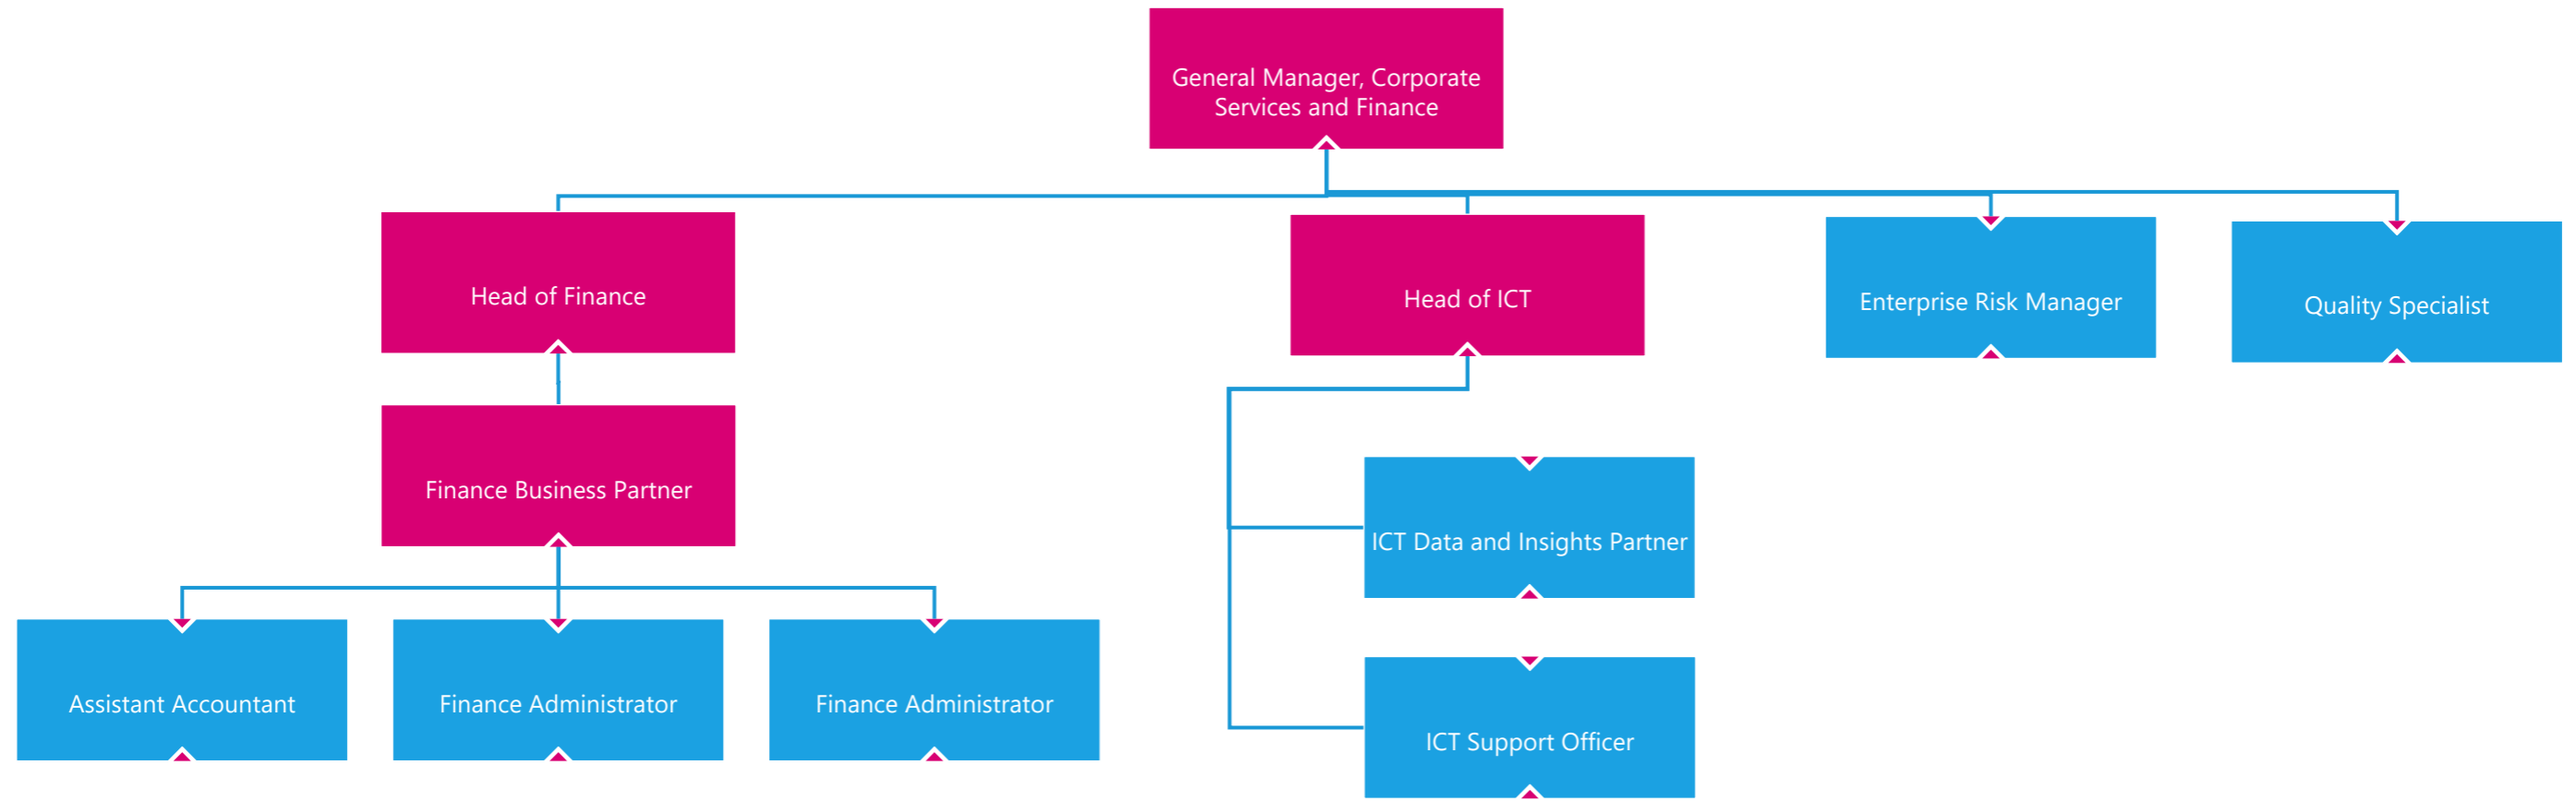 General Manager, Corporate
Services and Finance
Head of Finance
Head of ICT
Enterprise Risk Manager
Quality Specialist
Finance Business Partner
ICT Data and Insights Partner
Assistant Accountant
Finance Administrator
Finance Administrator
ICT Support Officer